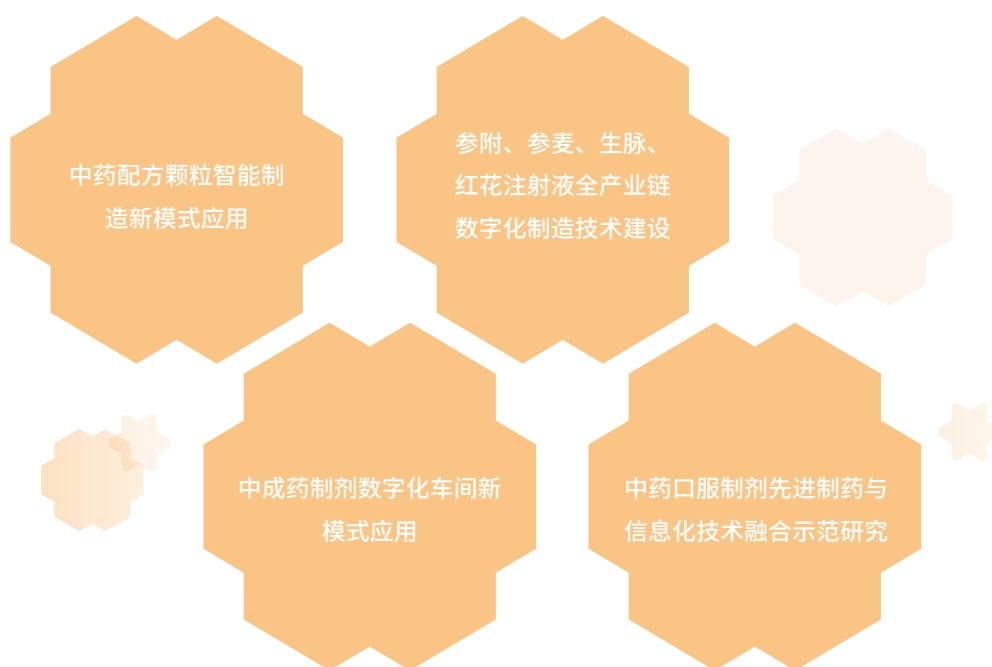 中药配方颗粒智能制
造新模式应用
参附、参麦、生脉、
红花注射液全产业链
数字化制造技术建设
中成药制剂数字化车间新
模式应用
中药口服制剂先进制药与
信息化技术融合示范研究